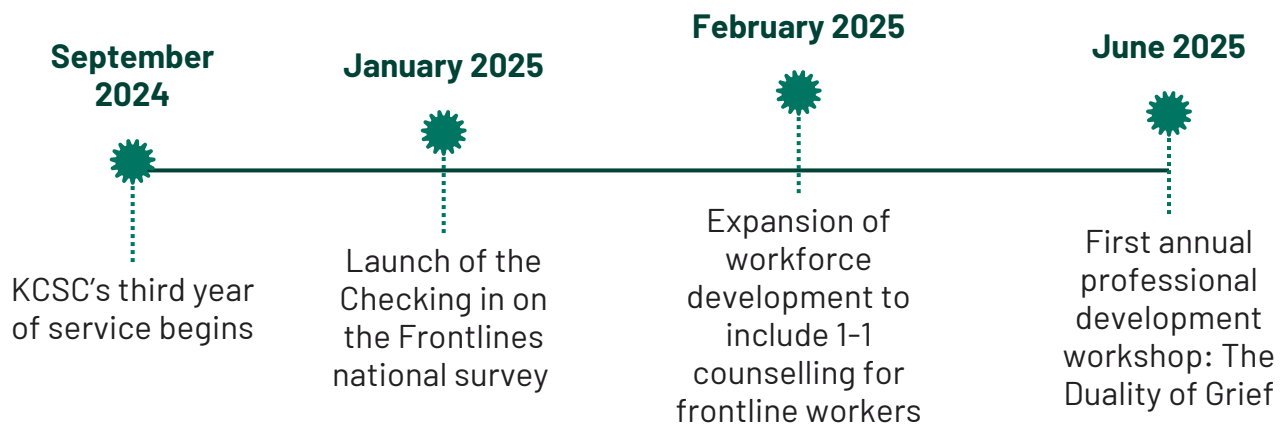 September
2024
KCSC’s third year
of service begins
January 2025
Launch of the
Checking in on
the Frontlines
national survey
February 2025
Expansion of
workforce
development to
include 1-1
counselling for
frontline workers
June 2025
First annual
professional
development
workshop: The
Duality of Grief